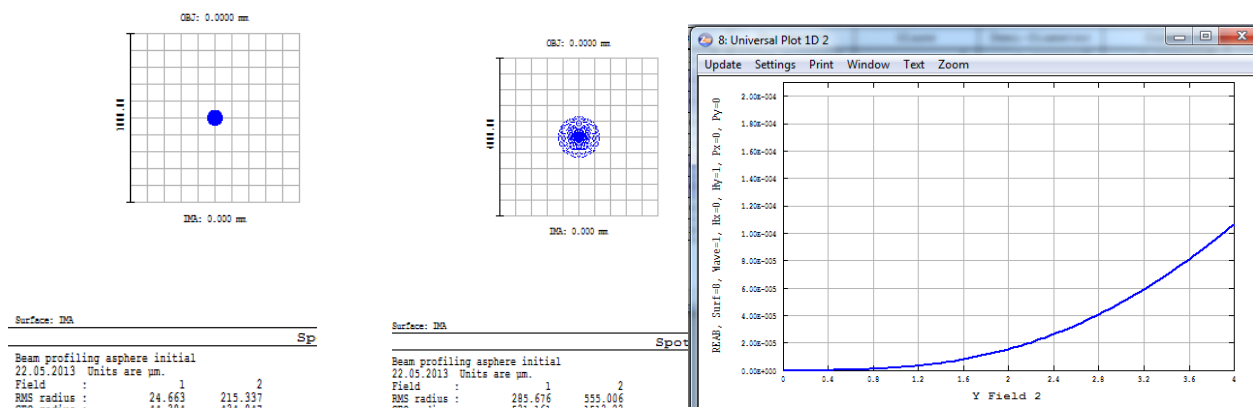 OBJ: 0.0000 mm
1000.00
IMA: 0.000 mm
Surface: IMA
Sp
Beam profiling asphere initial
22.05.2013 Units are µm.
Field : 1 2
RMS radius : 24.663 215.337
OBJ: 0.0000 mm
4000.00
IMA: 0.000 mm
Surface: IMA
Spot
Beam profiling asphere initial
22.05.2013 Units are µm.
Field : 1 2
RMS radius : 285.676 555.006
8: Universal Plot 1D 2
Update Settings Print Window Text Zoom
REAB, Surf=0, Wave=1, Hx=0, Hy=1, Px=0, Py=0
2.00E-004
1.80E-004
1.60E-004
1.40E-004
1.20E-004
1.00E-004
8.00E-005
6.00E-005
4.00E-005
2.00E-005
0.00E+000
0 0.4 0.8 1.2 1.6 2 2.4 2.8 3.2 3.6 4
Y Field 2